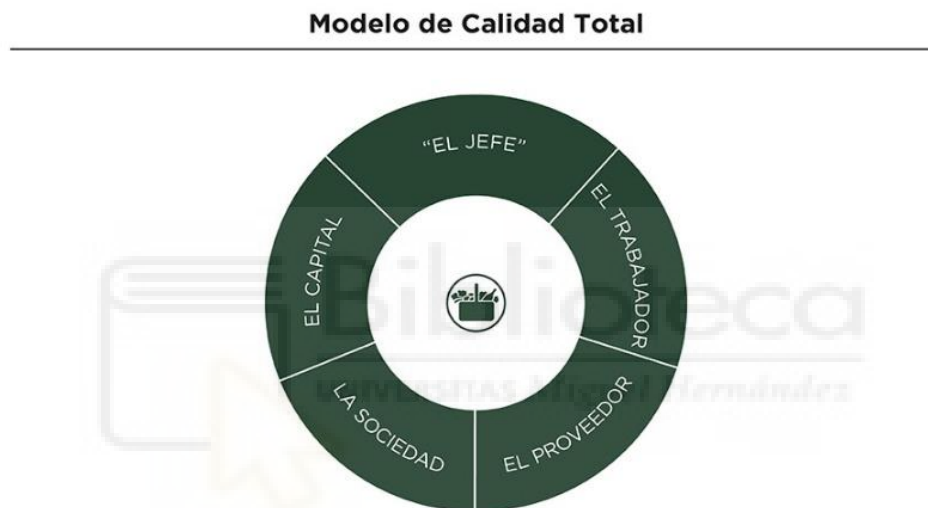 Modelo de Calidad Total
“EL JEFE”
EL TRABAJADOR
EL PROVEEDOR
LA SOCIEDAD
EL CAPITAL
Biblioteca
UNIVERSITAS Miguel Hernández